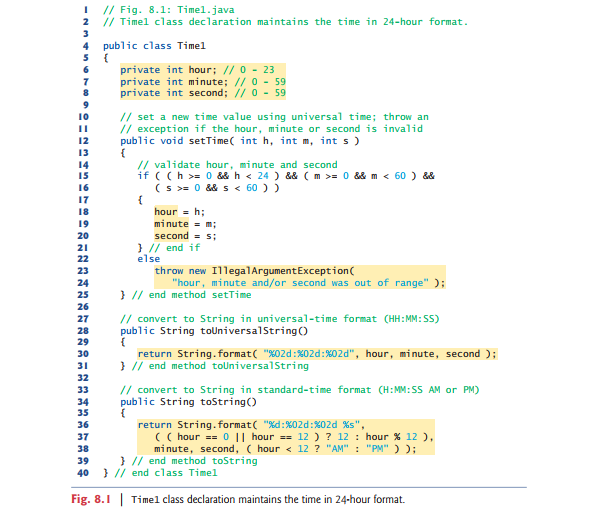 1 // Fig. 8.1: Time1.java
2 // Time1 class declaration maintains the time in 24-hour format.
3
4 public class Time1
5 {
6 private int hour; // 0 - 23
7 private int minute; // 0 - 59
8 private int second; // 0 - 59
9
10 // set a new time value using universal time; throw an
11 // exception if the hour, minute or second is invalid
12 public void setTime( int h, int m, int s )
13 {
14 // validate hour, minute and second
15 if ( ( h >= 0 && h < 24 ) && ( m >= 0 && m < 60 ) &&
16 ( s >= 0 && s < 60 ) )
17 {
18 hour = h;
19 minute = m;
20 second = s;
21 } // end if
22 else
23 throw new IllegalArgumentException(
24 "hour, minute and/or second was out of range" );
25 } // end method setTime
26
27 // convert to String in universal-time format (HH:MM:SS)
28 public String toUniversalString()
29 {
30 return String.format( "%02d:%02d:%02d", hour, minute, second );
31 } // end method toUniversalString
32
33 // convert to String in standard-time format (H:MM:SS AM or PM)
34 public String toString()
35 {
36 return String.format( "%d:%02d:%02d %s",
37 ( ( hour == 0 || hour == 12 ) ? 12 : hour % 12 ),
38 minute, second, ( hour < 12 ? "AM" : "PM" ) );
39 } // end method toString
40 } // end class Time1
Fig. 8.1 | Time1 class declaration maintains the time in 24-hour format.